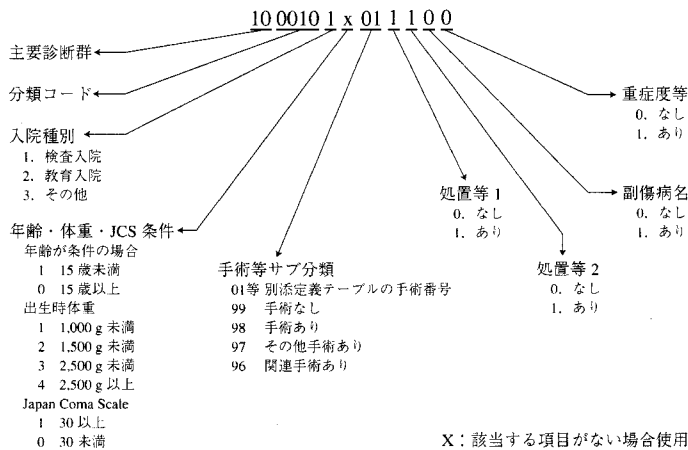 10 0010 1 x 01 1 1 0 0
主要診断群
分類コード
入院種別
1. 検査入院
2. 教育入院
3. その他
年齢・体重・JCS 条件
年齢が条件の場合
1 15 歳未満
0 15 歳以上
出生時体重
1 1,000 g 未満
2 1,500 g 未満
3 2,500 g 未満
4 2,500 g 以上
Japan Coma Scale
1 30 以上
0 30 未満
手術等サブ分類
01等 別添定義テーブルの手術番号
99 手術なし
98 手術あり
97 その他手術あり
96 関連手術あり
処置等 1
0. なし
1. あり
処置等 2
0. なし
1. あり
副傷病名
0. なし
1. あり
重症度等
0. なし
1. あり
X：該当する項目がない場合使用